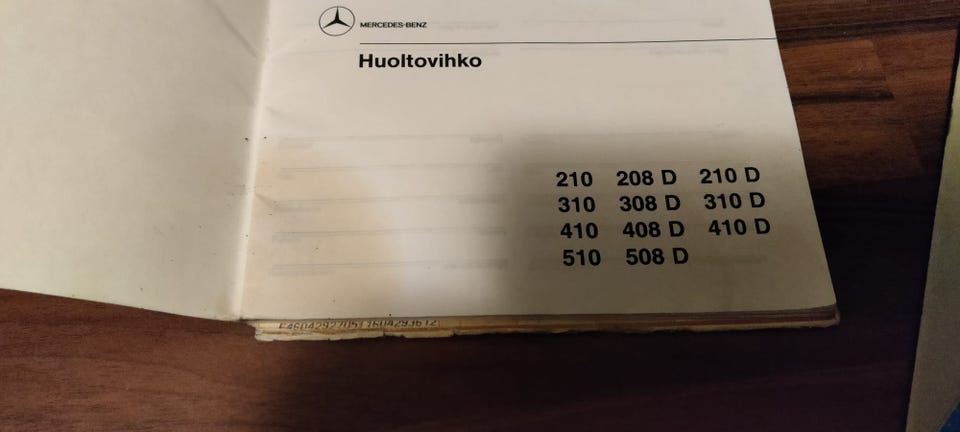 MERCEDES-BENZ
Huoltovihko
210 208 D 210 D
310 308 D 310 D
410 408 D 410 D
510 508 D